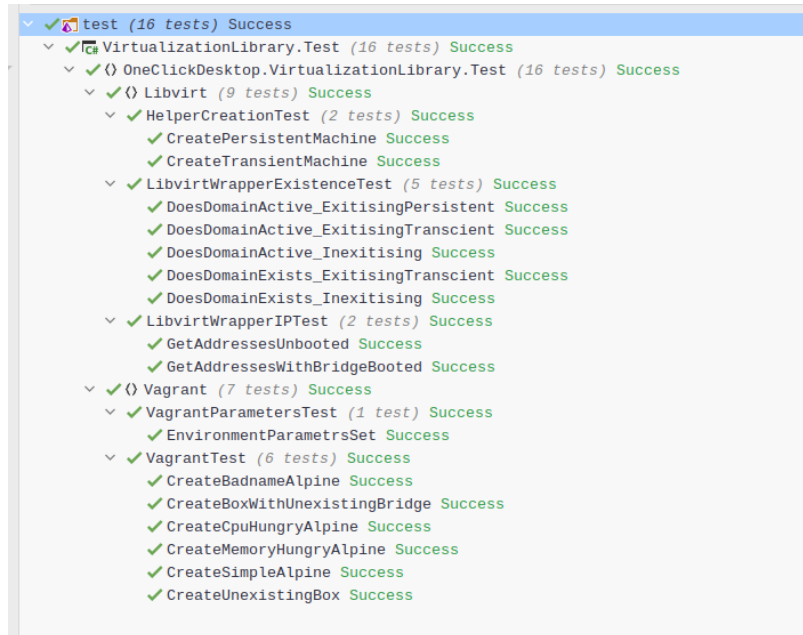 test (16 tests) Success
C# VirtualizationLibrary.Test (16 tests) Success
OneClickDesktop.VirtualizationLibrary.Test (16 tests) Success
Libvirt (9 tests) Success
HelperCreationTest (2 tests) Success
CreatePersistentMachine Success
CreateTransientMachine Success
LibvirtWrapperExistenceTest (5 tests) Success
DoesDomainActive_ExitisingPersistent Success
DoesDomainActive_ExitisingTranscient Success
DoesDomainActive_Inexitising Success
DoesDomainExists_ExitisingTranscient Success
DoesDomainExists_Inexitising Success
LibvirtWrapperIPTest (2 tests) Success
GetAddressesUnbooted Success
GetAddressesWithBridgeBooted Success
Vagrant (7 tests) Success
VagrantParametersTest (1 test) Success
EnvironmentParametrsSet Success
VagrantTest (6 tests) Success
CreateBadnameAlpine Success
CreateBoxWithUnexistingBridge Success
CreateCpuHungryAlpine Success
CreateMemoryHungryAlpine Success
CreateSimpleAlpine Success
CreateUnexistingBox Success